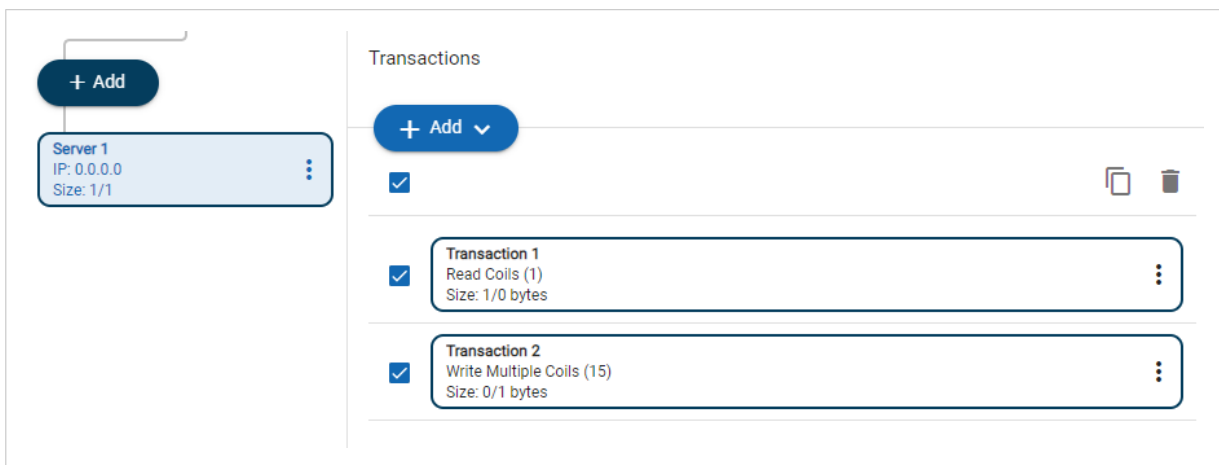 Add
Server 1
IP: 0.0.0.0
Size: 1/1
Transactions
Add
Transaction 1
Read Coils (1)
Size: 1/0 bytes
Transaction 2
Write Multiple Coils (15)
Size: 0/1 bytes